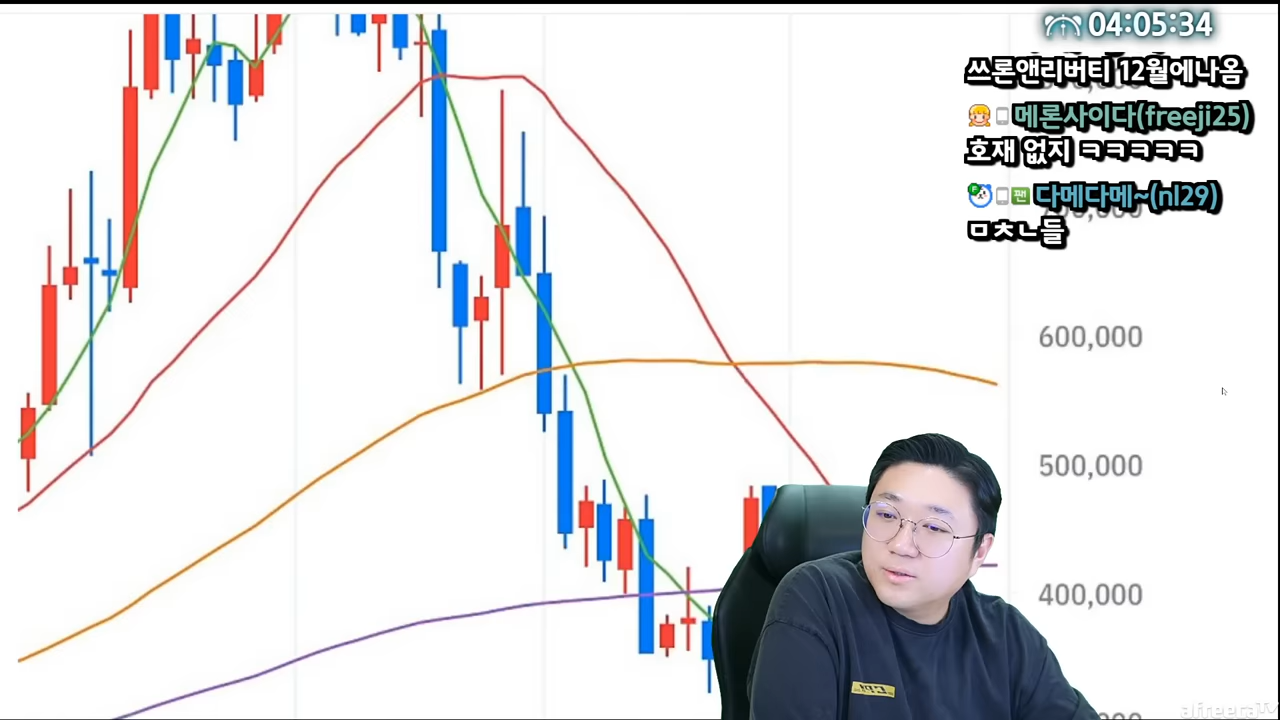 04:05:34
쓰론앤리버티 12월에나옴
메론사이다(freeji25)
호재 없지 ㅋㅋㅋㅋㅋ
팬 다메다메~(nl29)
ㅁㅊㄴ들
600,000
500,000
400,000
afreecaTV